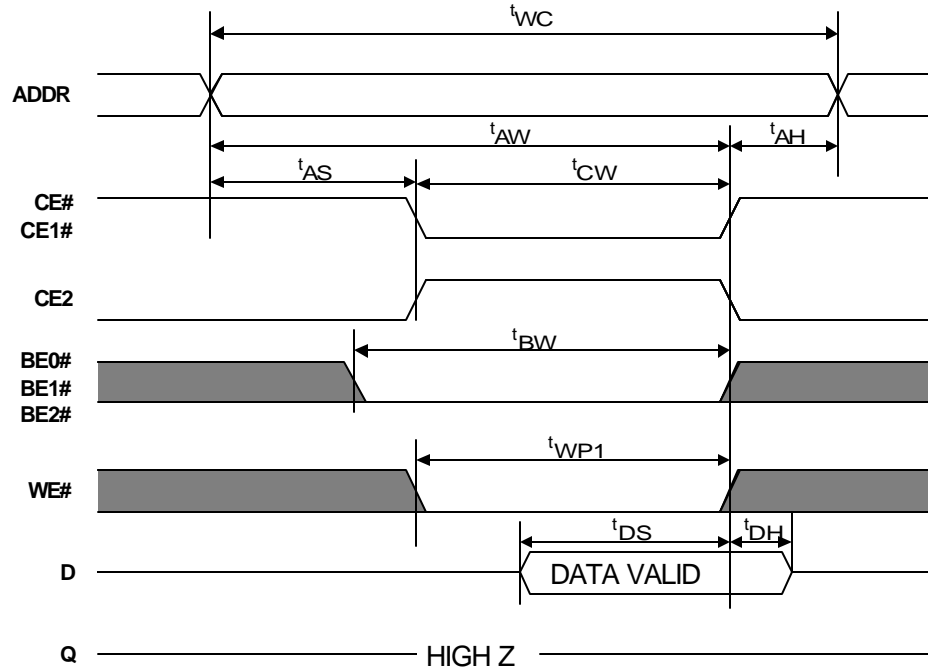 tWC
ADDR
tAW
tAH
tAS
tCW
CE#
CE1#
CE2
tBW
BE0#
BE1#
BE2#
tWP1
WE#
tDS
tDH
D
DATA VALID
Q
HIGH Z